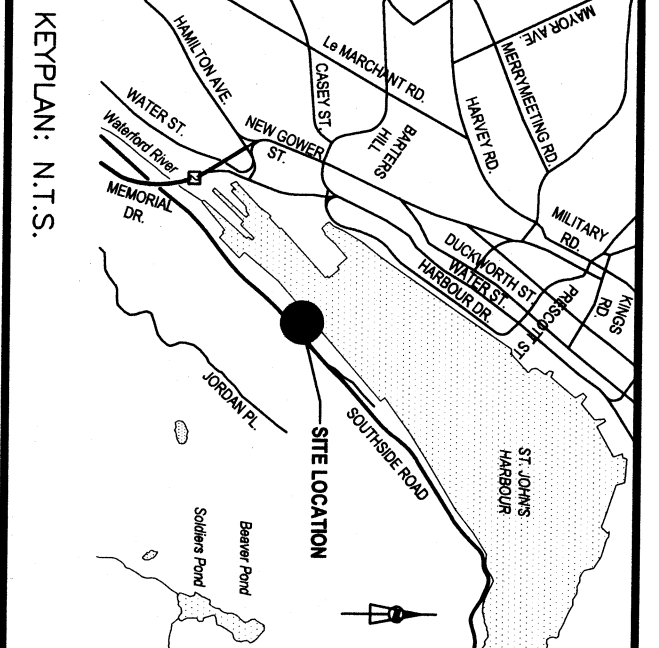 MAYOR AVE.
HAMILTON AVE.
Le MARCHANT RD.
MERRYMEETING RD.
CASEY ST.
HARVEY RD.
WATER ST.
BARTERS
HILL
NEW GOWER
ST.
Waterford River
MEMORIAL
DR.
MILITARY
RD.
DUCKWORTH ST.
WATER ST.
HARBOUR DR.
PRESCOTT ST.
KINGS
RD.
JORDAN PL.
SOUTHSIDE ROAD
SITE LOCATION
ST. JOHN'S
HARBOUR
Beaver Pond
Soldiers Pond
KEYPLAN: N.T.S.